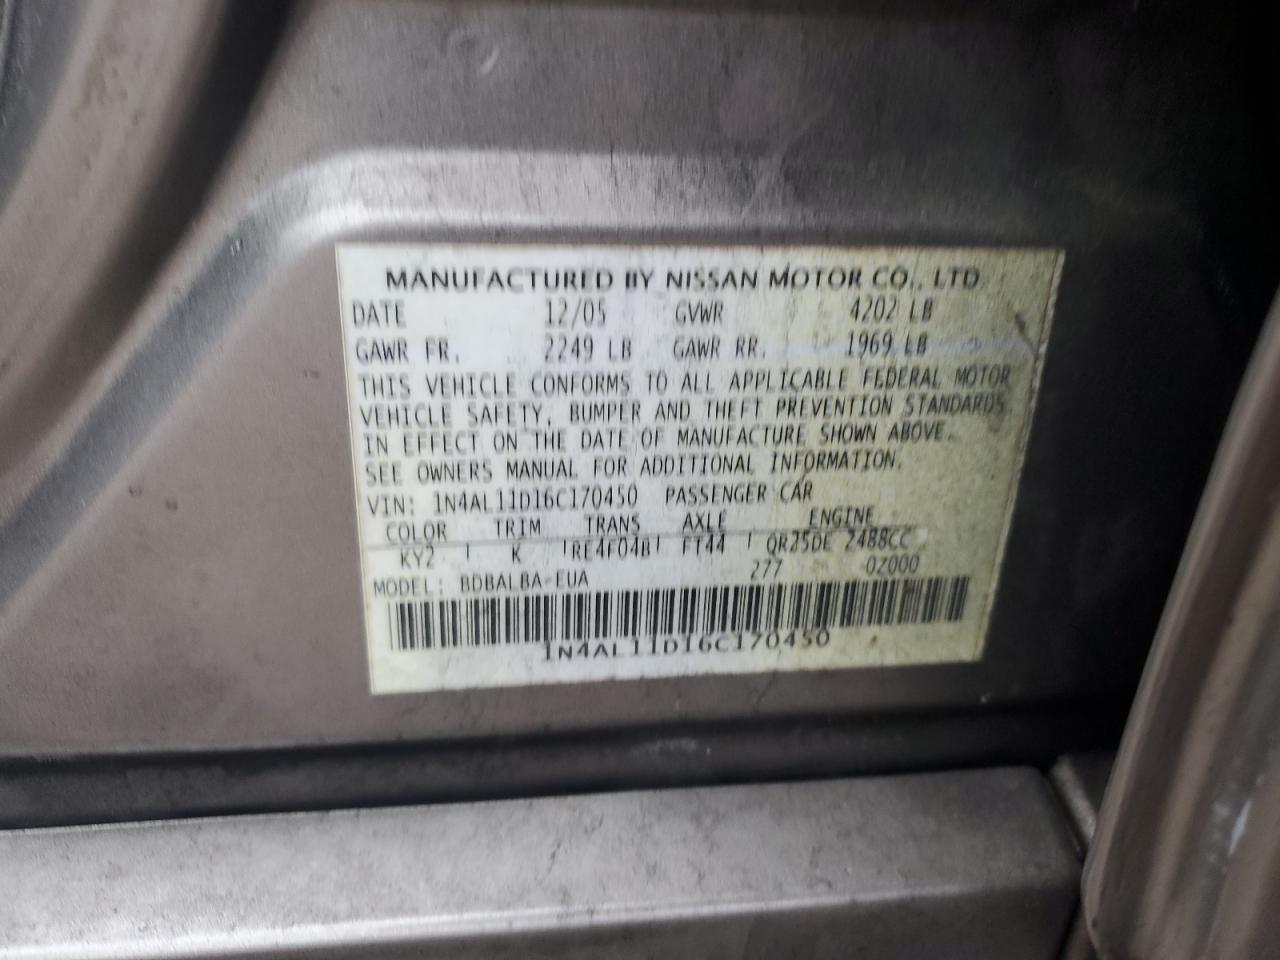 MANUFACTURED BY NISSAN MOTOR CO., LTD.
DATE 12/05 GVWR 4202 LB
GAWR FR. 2249 LB GAWR RR. 1969 LB
THIS VEHICLE CONFORMS TO ALL APPLICABLE FEDERAL MOTOR
VEHICLE SAFETY, BUMPER AND THEFT PREVENTION STANDARDS
IN EFFECT ON THE DATE OF MANUFACTURE SHOWN ABOVE.
SEE OWNERS MANUAL FOR ADDITIONAL INFORMATION.
VIN: 1N4AL11D16C170450 PASSENGER CAR
COLOR TRIM TRANS AXLE ENGINE
KY2 K RE4F04B FT44 QR25DE 2488CC
MODEL: BDBALBA-EUA 277 0Z000
1N4AL11D16C170450